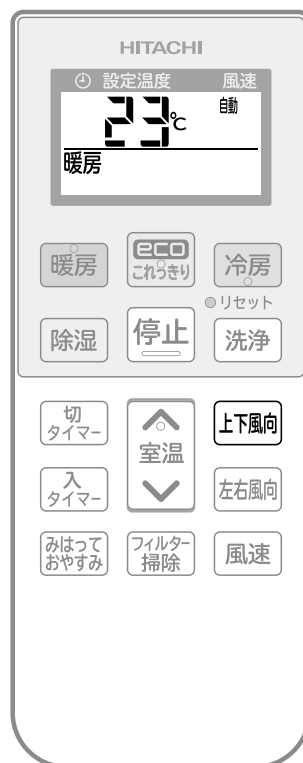 HITACHI
設定温度 風速
23℃ 自動
暖房
暖房 eco これっきり 冷房
リセット
除湿 停止 洗浄
切タイマー 室温 上下風向
入タイマー 左右風向
みはっておやすみ フィルター掃除 風速